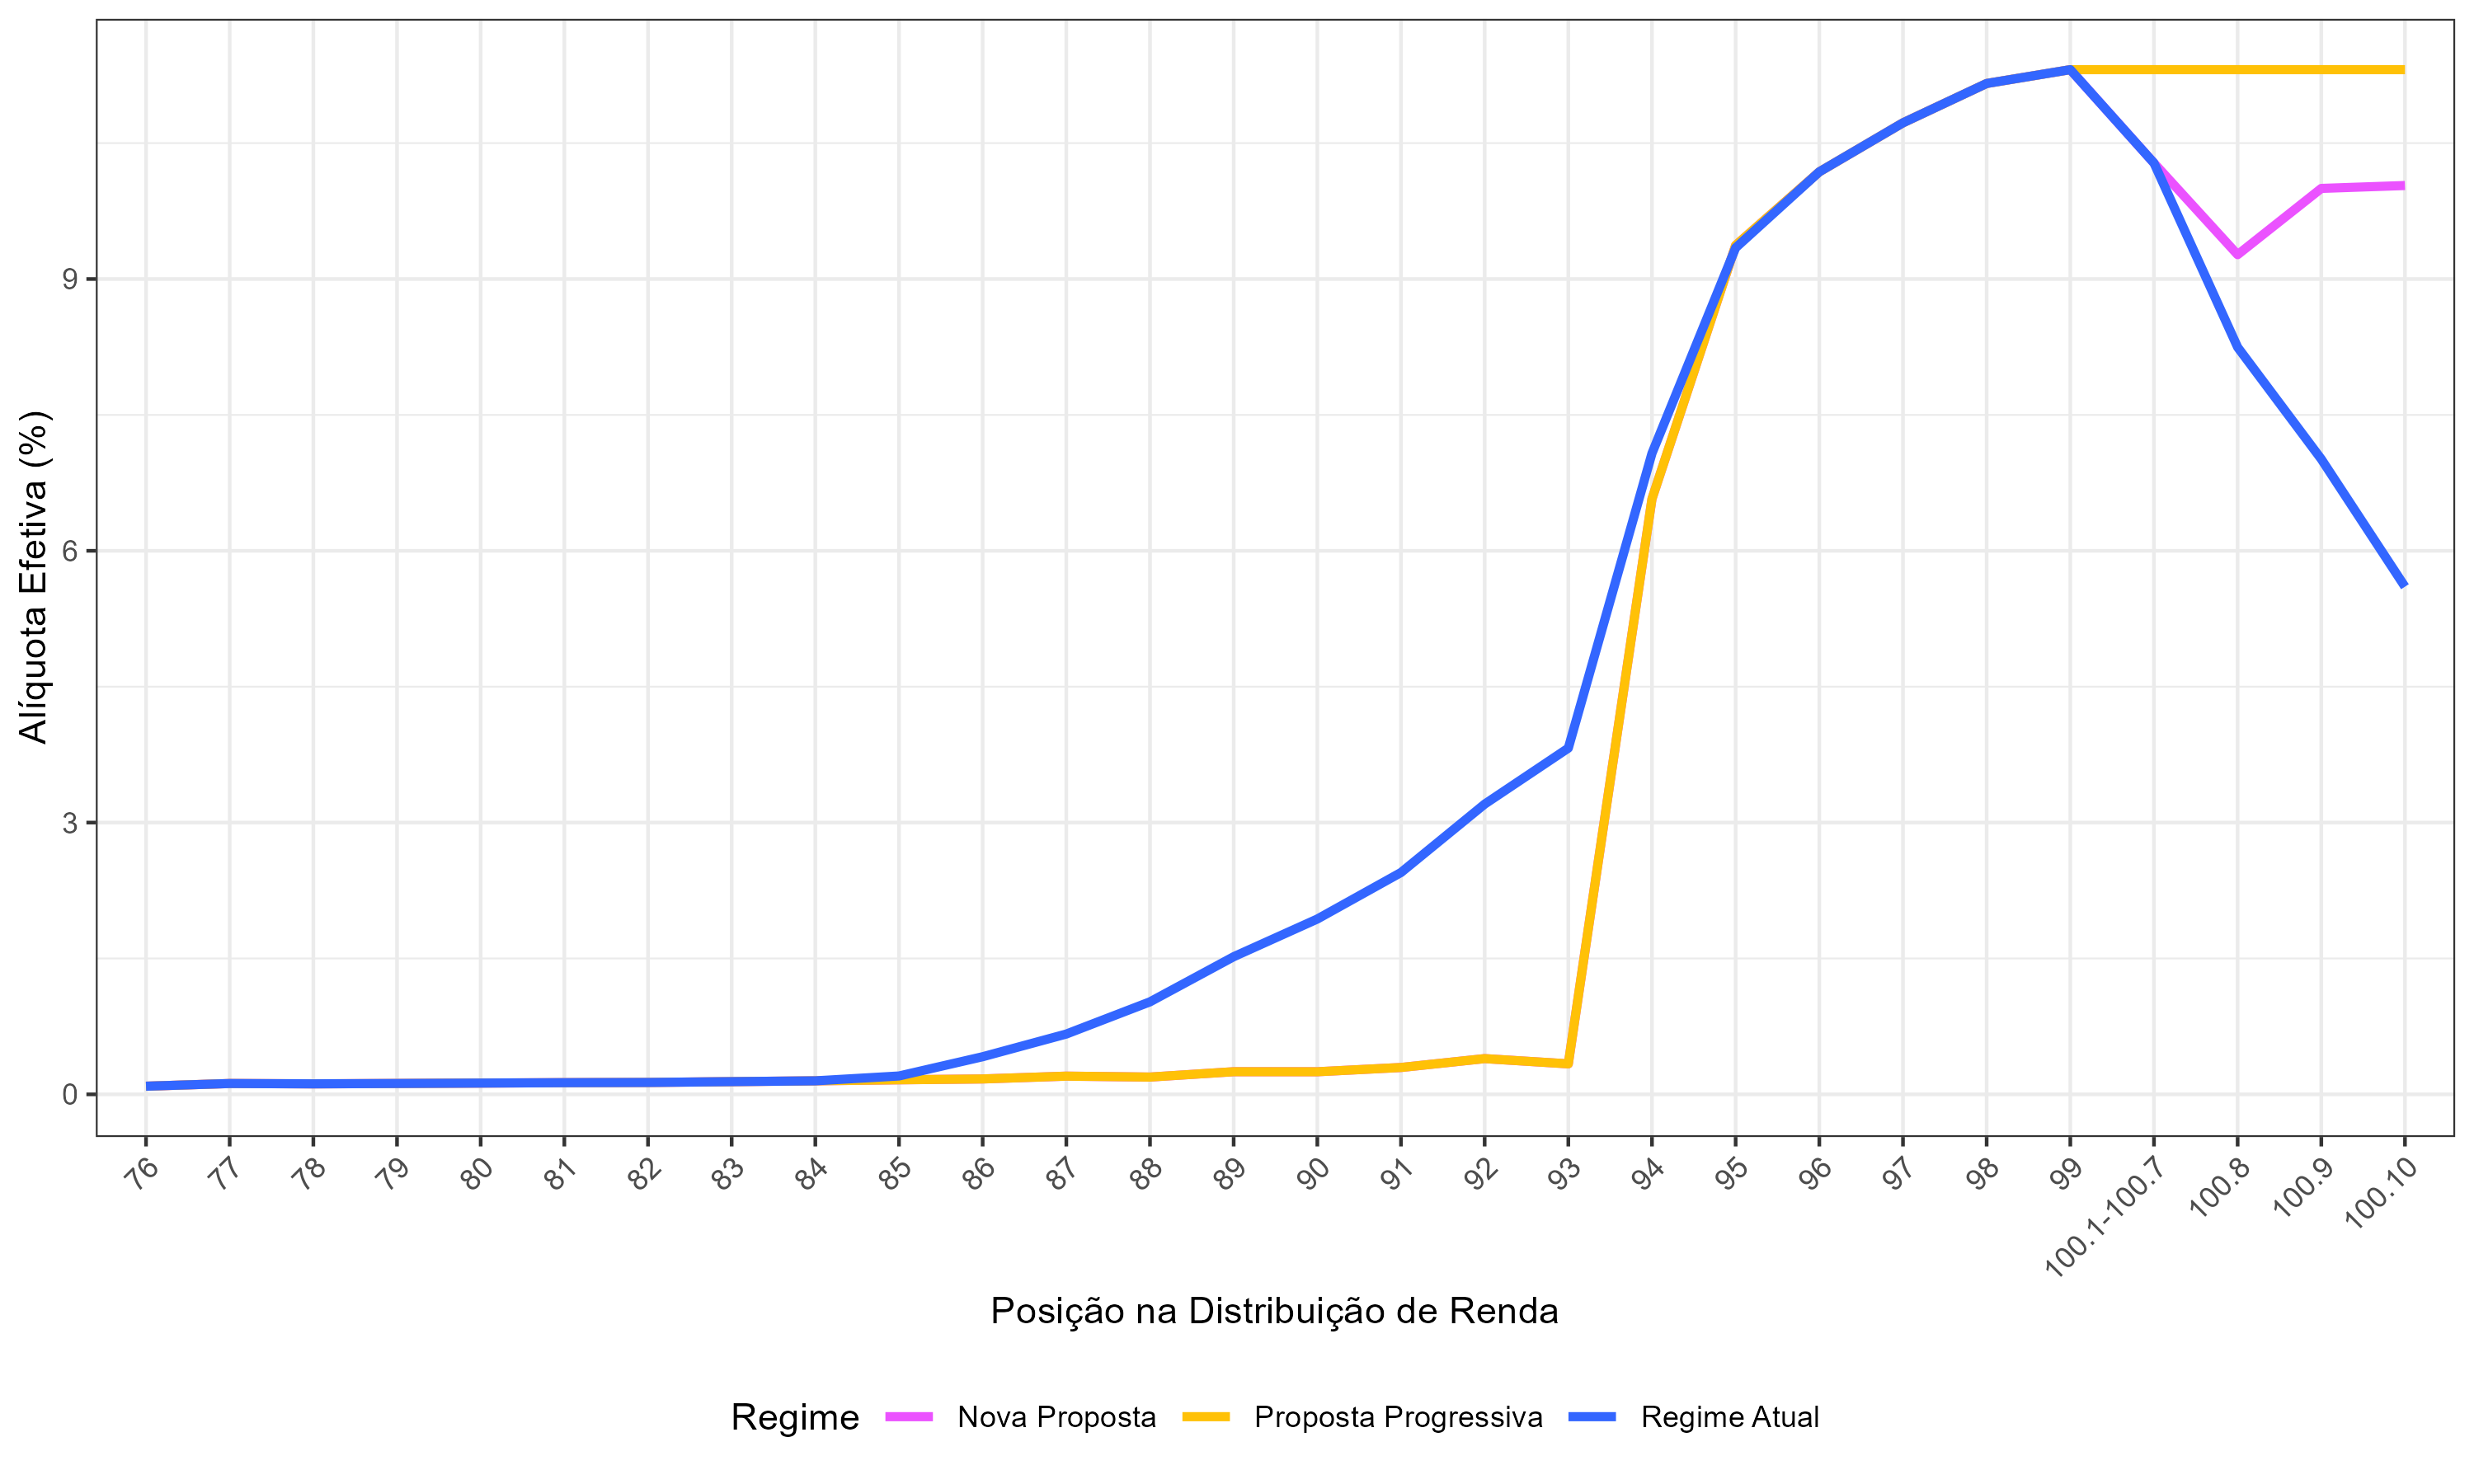 Alíquota Efetiva (%)
9
6
3
0
76 77 78 79 80 81 82 83 84 85 86 87 88 89 90 91 92 93 94 95 96 97 98 99 100.1-100.7 100.8 100.9 100.10
Posição na Distribuição de Renda
Regime Nova Proposta Proposta Progressiva Regime Atual